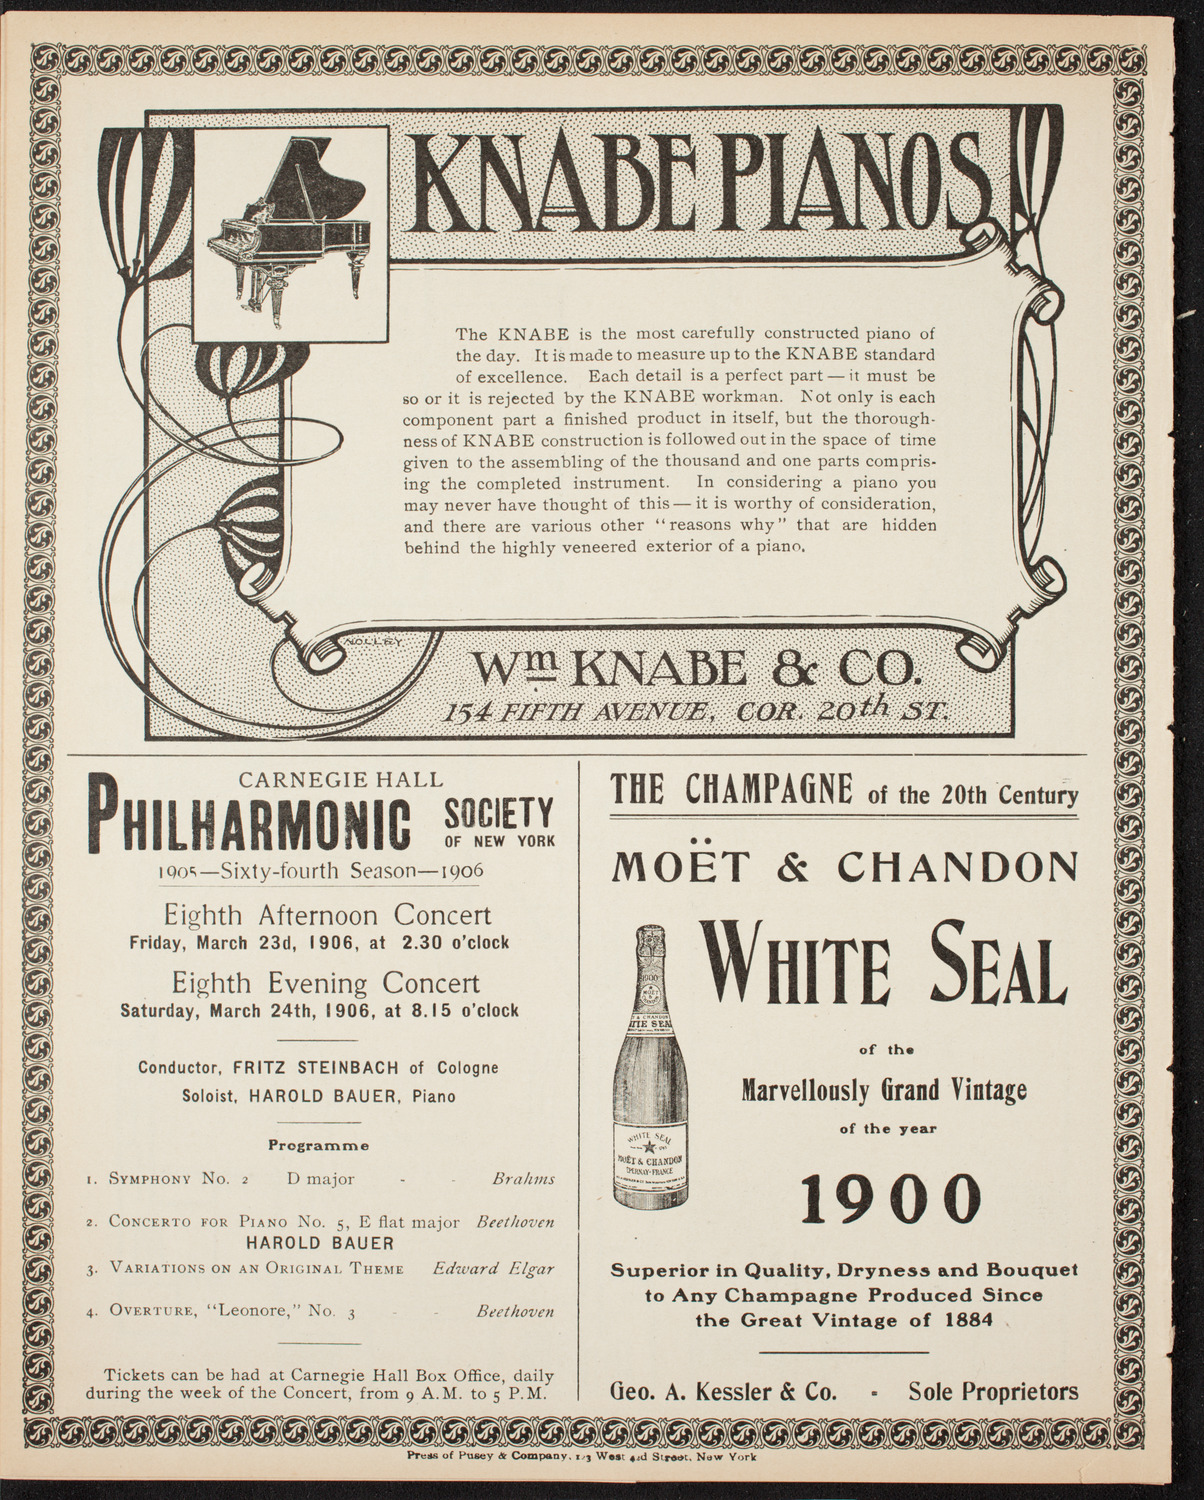 KNABE PIANOS
The KNABE is the most carefully constructed piano of
the day. It is made to measure up to the KNABE standard
of excellence. Each detail is a perfect part — it must be
so or it is rejected by the KNABE workman. Not only is each
component part a finished product in itself, but the thorough-
ness of KNABE construction is followed out in the space of time
given to the assembling of the thousand and one parts compris-
ing the completed instrument. In considering a piano you
may never have thought of this — it is worthy of consideration,
and there are various other "reasons why" that are hidden
behind the highly veneered exterior of a piano.
NOLLEY
Wm KNABE & CO.
154 FIFTH AVENUE, COR. 20th ST.
CARNEGIE HALL
PHILHARMONIC SOCIETY
OF NEW YORK
1905—Sixty-fourth Season—1906
Eighth Afternoon Concert
Friday, March 23d, 1906, at 2.30 o'clock
Eighth Evening Concert
Saturday, March 24th, 1906, at 8.15 o'clock
Conductor, FRITZ STEINBACH of Cologne
Soloist, HAROLD BAUER, Piano
Programme
1. SYMPHONY NO. 2 D major - - Brahms
2. CONCERTO FOR PIANO NO. 5, E flat major Beethoven
HAROLD BAUER
3. VARIATIONS ON AN ORIGINAL THEME Edward Elgar
4. OVERTURE, "Leonore," No. 3 - - Beethoven
Tickets can be had at Carnegie Hall Box Office, daily
during the week of the Concert, from 9 A.M. to 5 P.M.
THE CHAMPAGNE of the 20th Century
MOËT & CHANDON
WHITE SEAL
1900
WHITE SEAL
MOËT & CHANDON
EPERNAY-FRANCE
of the
Marvellously Grand Vintage
of the year
1900
Superior in Quality, Dryness and Bouquet
to Any Champagne Produced Since
the Great Vintage of 1884
Geo. A. Kessler & Co. - Sole Proprietors
Press of Pusey & Company, 123 West 42d Street, New York